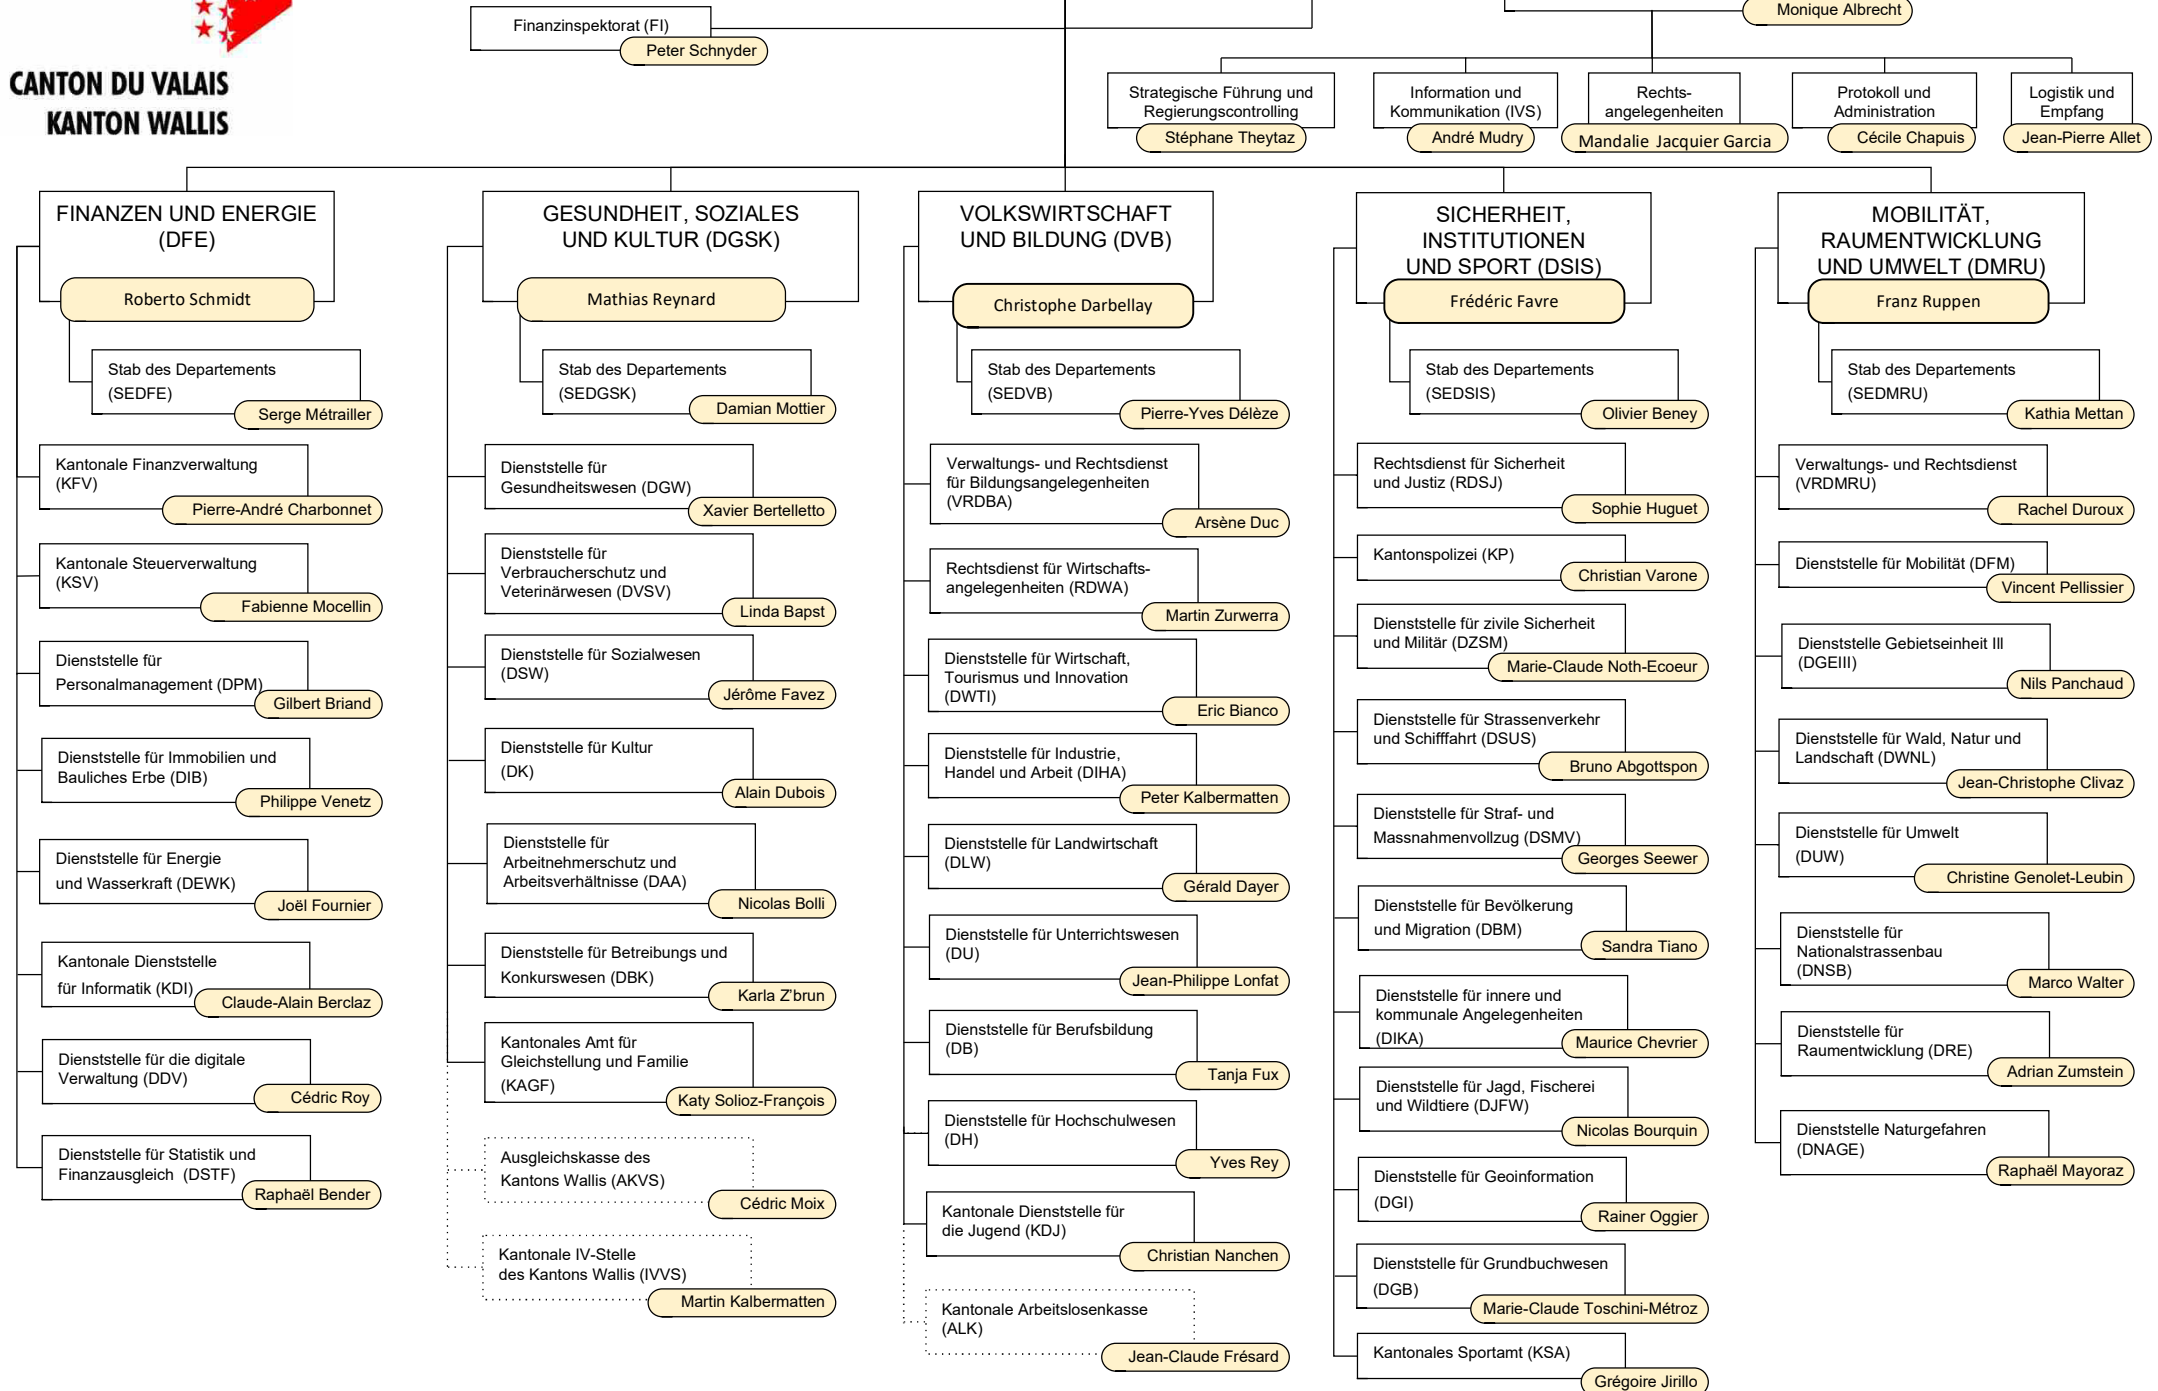 Finanzinspektorat (FI)
Peter Schnyder
Monique Albrecht
CANTON DU VALAIS
KANTON WALLIS
Strategische Führung und
Regierungscontrolling
Stéphane Theytaz
Information und
Kommunikation (IVS)
André Mudry
Rechts-
angelegenheiten
Mandalie Jacquier Garcia
Protokoll und
Administration
Cécile Chapuis
Logistik und
Empfang
Jean-Pierre Allet
FINANZEN UND ENERGIE
(DFE)
Roberto Schmidt
Stab des Departements
(SEDFE)
Serge Métrailler
Kantonale Finanzverwaltung
(KFV)
Pierre-André Charbonnet
Kantonale Steuerverwaltung
(KSV)
Fabienne Mocellin
Dienststelle für
Personalmanagement (DPM)
Gilbert Briand
Dienststelle für Immobilien und
Bauliches Erbe (DIB)
Philippe Venetz
Dienststelle für Energie
und Wasserkraft (DEWK)
Joël Fournier
Kantonale Dienststelle
für Informatik (KDI)
Claude-Alain Berclaz
Dienststelle für die digitale
Verwaltung (DDV)
Cédric Roy
Dienststelle für Statistik und
Finanzausgleich (DSTF)
Raphaël Bender
GESUNDHEIT, SOZIALES
UND KULTUR (DGSK)
Mathias Reynard
Stab des Departements
(SEDGSK)
Damian Mottier
Dienststelle für
Gesundheitswesen (DGW)
Xavier Bertelletto
Dienststelle für
Verbraucherschutz und
Veterinärwesen (DVSV)
Linda Bapst
Dienststelle für Sozialwesen
(DSW)
Jérôme Favez
Dienststelle für Kultur
(DK)
Alain Dubois
Dienststelle für
Arbeitnehmerschutz und
Arbeitsverhältnisse (DAA)
Nicolas Bolli
Dienststelle für Betreibungs und
Konkurswesen (DBK)
Karla Z'brun
Kantonales Amt für
Gleichstellung und Familie
(KAGF)
Katy Solioz-François
Ausgleichskasse des
Kantons Wallis (AKVS)
Cédric Moix
Kantonale IV-Stelle
des Kantons Wallis (IVVS)
Martin Kalbermatten
VOLKSWIRTSCHAFT
UND BILDUNG (DVB)
Christophe Darbellay
Stab des Departements
(SEDVB)
Pierre-Yves Délèze
Verwaltungs- und Rechtsdienst
für Bildungsangelegenheiten
(VRDBA)
Arsène Duc
Rechtsdienst für Wirtschafts-
angelegenheiten (RDWA)
Martin Zurwerra
Dienststelle für Wirtschaft,
Tourismus und Innovation
(DWTI)
Eric Bianco
Dienststelle für Industrie,
Handel und Arbeit (DIHA)
Peter Kalbermatten
Dienststelle für Landwirtschaft
(DLW)
Gérald Dayer
Dienststelle für Unterrichtswesen
(DU)
Jean-Philippe Lonfat
Dienststelle für Berufsbildung
(DB)
Tanja Fux
Dienststelle für Hochschulwesen
(DH)
Yves Rey
Kantonale Dienststelle für
die Jugend (KDJ)
Christian Nanchen
Kantonale Arbeitslosenkasse
(ALK)
Jean-Claude Frésard
SICHERHEIT,
INSTITUTIONEN
UND SPORT (DSIS)
Frédéric Favre
Stab des Departements
(SEDSIS)
Olivier Beney
Rechtsdienst für Sicherheit
und Justiz (RDSJ)
Sophie Huguet
Kantonspolizei (KP)
Christian Varone
Dienststelle für zivile Sicherheit
und Militär (DZSM)
Marie-Claude Noth-Ecoeur
Dienststelle für Strassenverkehr
und Schifffahrt (DSUS)
Bruno Abgottspon
Dienststelle für Straf- und
Massnahmenvollzug (DSMV)
Georges Seewer
Dienststelle für Bevölkerung
und Migration (DBM)
Sandra Tiano
Dienststelle für innere und
kommunale Angelegenheiten
(DIKA)
Maurice Chevrier
Dienststelle für Jagd, Fischerei
und Wildtiere (DJFW)
Nicolas Bourquin
Dienststelle für Geoinformation
(DGI)
Rainer Oggier
Dienststelle für Grundbuchwesen
(DGB)
Marie-Claude Toschini-Métroz
Kantonales Sportamt (KSA)
Grégoire Jirillo
MOBILITÄT,
RAUMENTWICKLUNG
UND UMWELT (DMRU)
Franz Ruppen
Stab des Departements
(SEDMRU)
Kathia Mettan
Verwaltungs- und Rechtsdienst
(VRDMRU)
Rachel Duroux
Dienststelle für Mobilität (DFM)
Vincent Pellissier
Dienststelle Gebietseinheit III
(DGEIII)
Nils Panchaud
Dienststelle für Wald, Natur und
Landschaft (DWNL)
Jean-Christophe Clivaz
Dienststelle für Umwelt
(DUW)
Christine Genolet-Leubin
Dienststelle für
Nationalstrassenbau
(DNSB)
Marco Walter
Dienststelle für
Raumentwicklung (DRE)
Adrian Zumstein
Dienststelle Naturgefahren
(DNAGE)
Raphaël Mayoraz